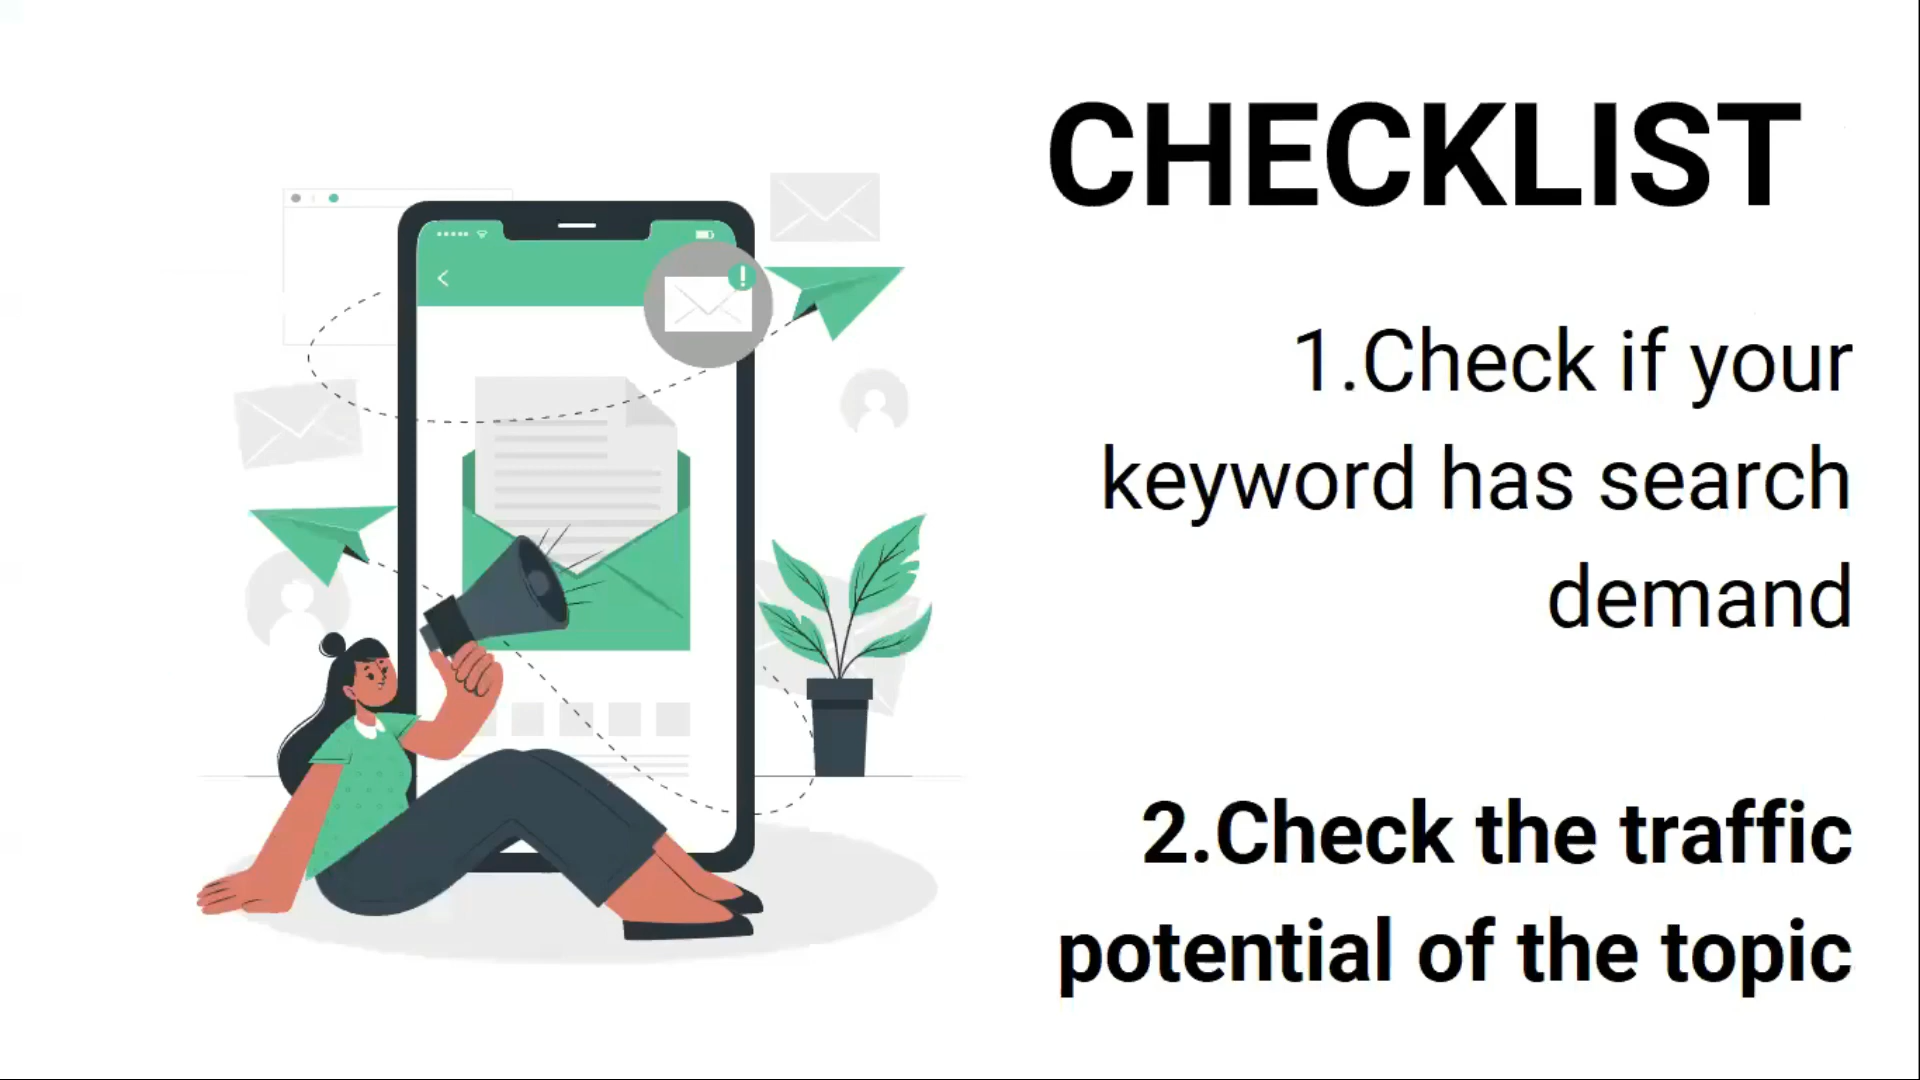 CHECKLIST
1.Check if your
keyword has search
demand
2.Check the traffic
potential of the topic